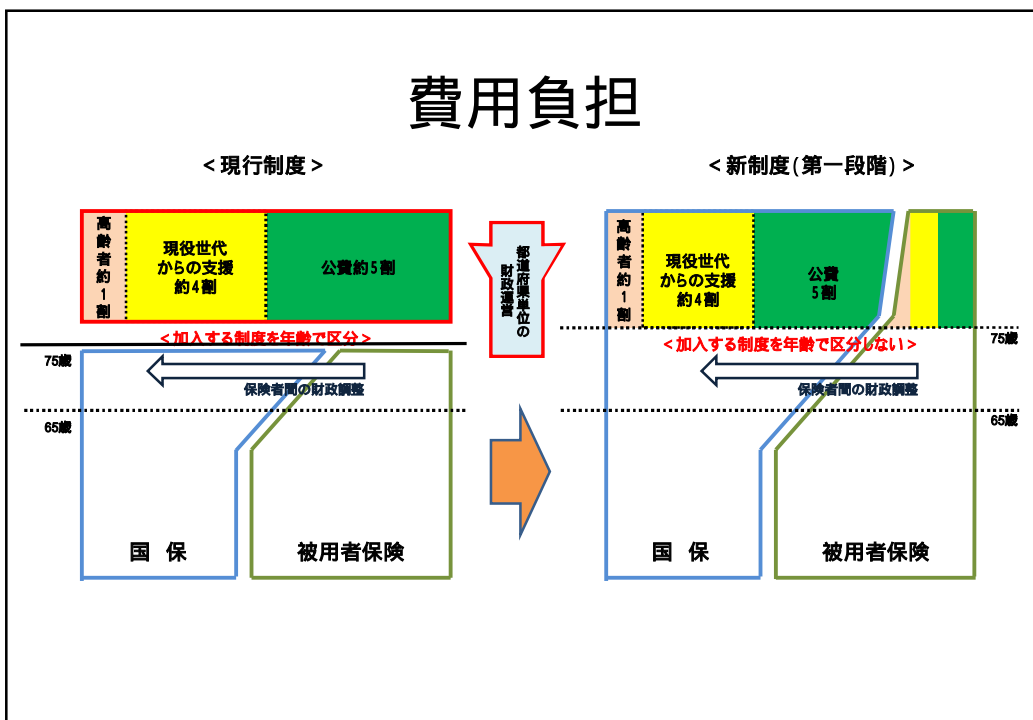 費用負担
<現行制度>
<新制度(第一段階)>
高齢者約1割
現役世代
からの支援
約4割
公費約5割
<加入する制度を年齢で区分>
75歳
保険者間の財政調整
65歳
国 保
被用者保険
都道府県単位の
財政運営
高齢者約1割
現役世代
からの支援
約4割
公費
5割
75歳
<加入する制度を年齢で区分しない>
保険者間の財政調整
65歳
国 保
被用者保険